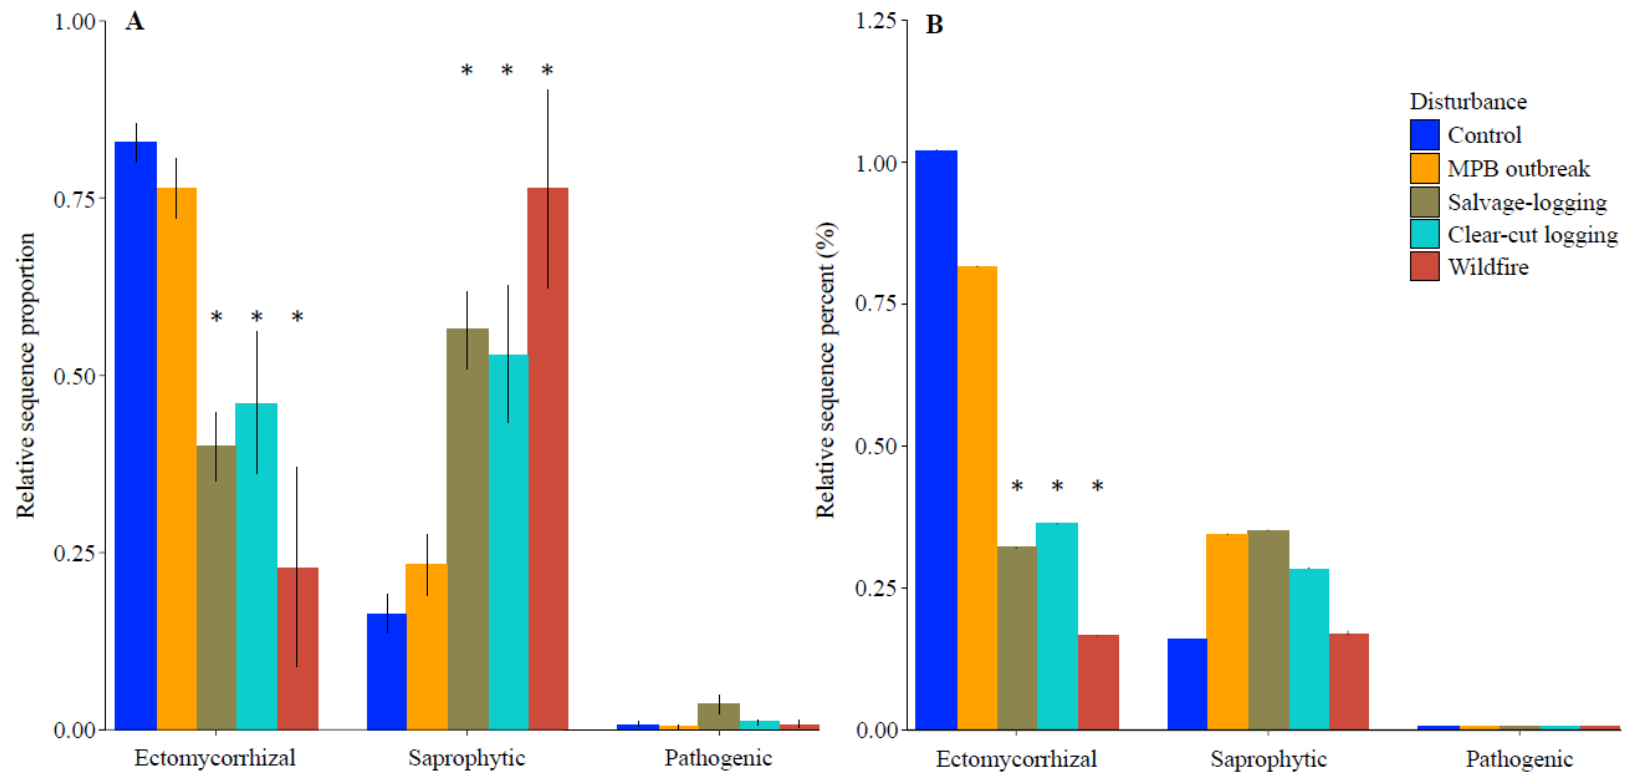 A
Relative sequence proportion
1.00
0.75
0.50
0.25
0.00
* * *
* * *
Ectomycorrhizal Saprophytic Pathogenic
B
Relative sequence percent (%)
1.25
1.00
0.75
0.50
0.25
0.00
* * *
Ectomycorrhizal Saprophytic Pathogenic
Disturbance
Control
MPB outbreak
Salvage-logging
Clear-cut logging
Wildfire